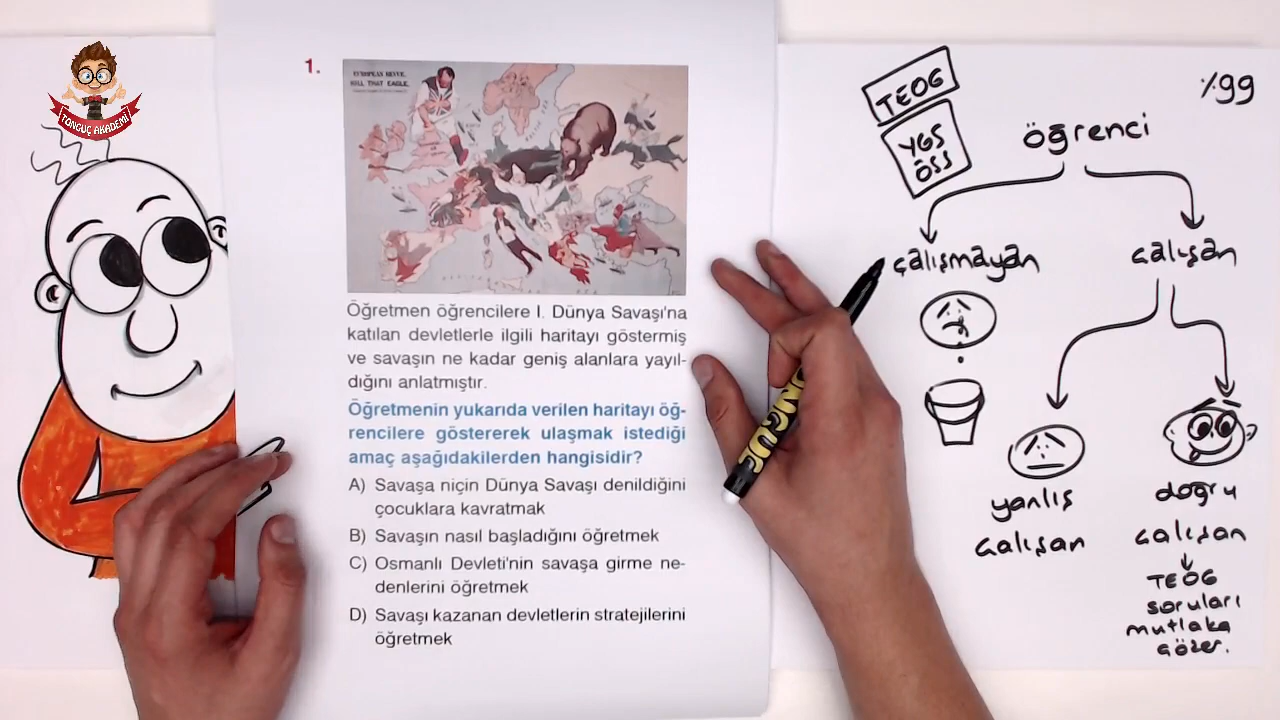 TONGUÇ AKADEMİ
1.
EUROPEAN REVUE.
KILL THAT EAGLE.
Öğretmen öğrencilere I. Dünya Savaşı'na
katılan devletlerle ilgili haritayı göstermiş
ve savaşın ne kadar geniş alanlara yayıl-
dığını anlatmıştır.
Öğretmenin yukarıda verilen haritayı öğ-
rencilere göstererek ulaşmak istediği
amaç aşağıdakilerden hangisidir?
A) Savaşa niçin Dünya Savaşı denildiğini
çocuklara kavratmak
B) Savaşın nasıl başladığını öğretmek
C) Osmanlı Devleti'nin savaşa girme ne-
denlerini öğretmek
D) Savaşı kazanan devletlerin stratejilerini
öğretmek
TEOG
YGS
ÖSS
%99
öğrenci
çalışmayan
çalışan
yanlış
çalışan
doğru
çalışan
TEOG
soruları
mutlaka
çözer.